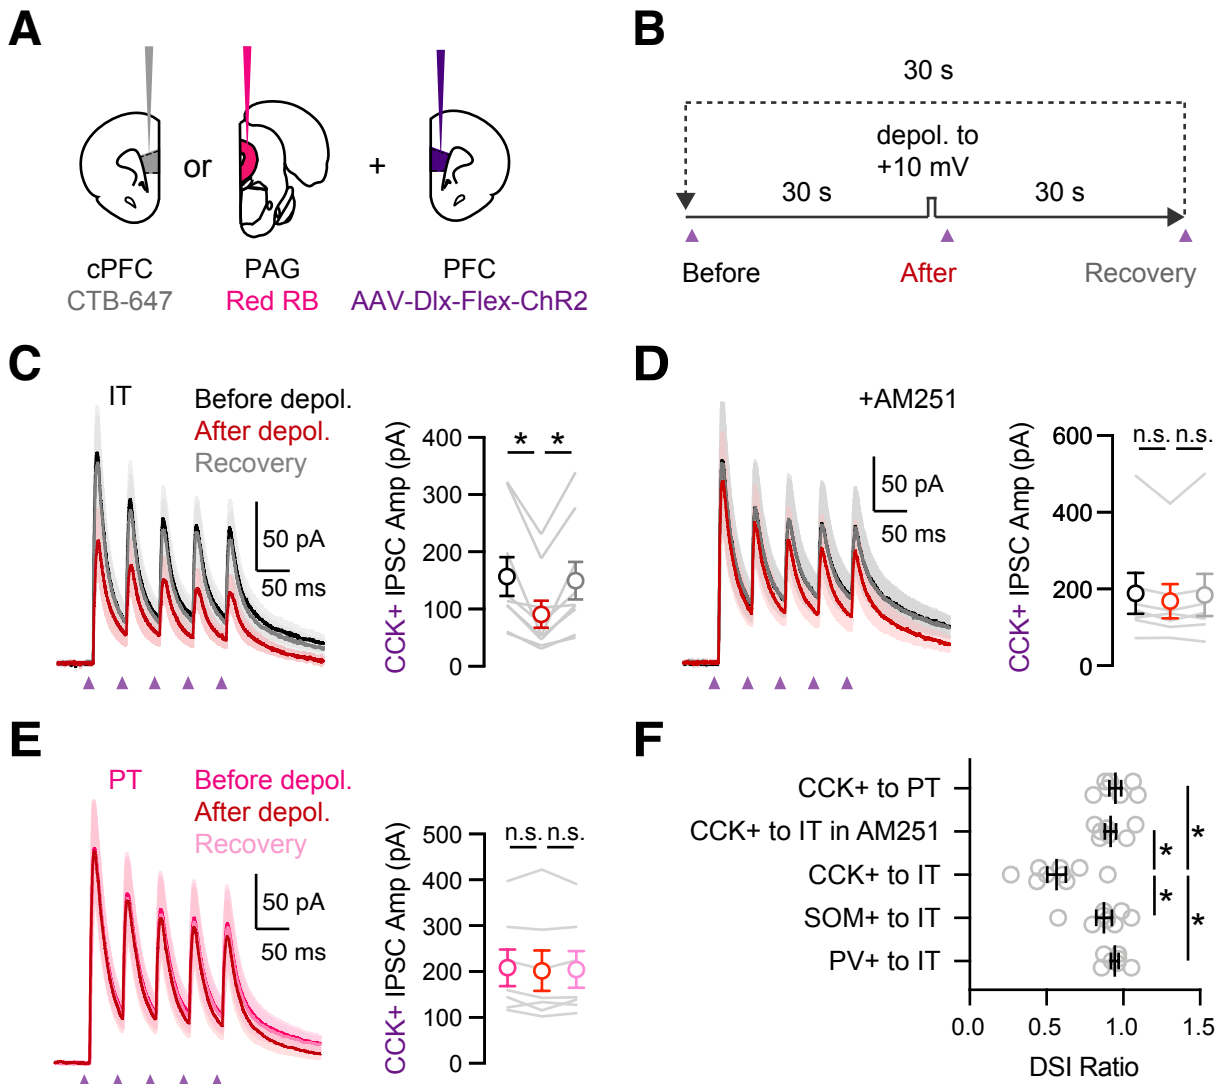 A
or
+
cPFC
CTB-647
PAG
Red RB
PFC
AAV-Dlx-Flex-ChR2
B
30 s
depol. to
+10 mV
30 s
30 s
Before
After
Recovery
C
IT
Before depol.
After depol.
Recovery
50 pA
50 ms
CCK+ IPSC Amp (pA)
400
300
200
100
0
*
*
D
+AM251
50 pA
50 ms
CCK+ IPSC Amp (pA)
600
400
200
0
n.s.
n.s.
E
PT
Before depol.
After depol.
Recovery
50 pA
50 ms
CCK+ IPSC Amp (pA)
500
400
300
200
100
0
n.s.
n.s.
F
CCK+ to PT
CCK+ to IT in AM251
CCK+ to IT
SOM+ to IT
PV+ to IT
*
*
*
*
0.0
0.5
1.0
1.5
DSI Ratio